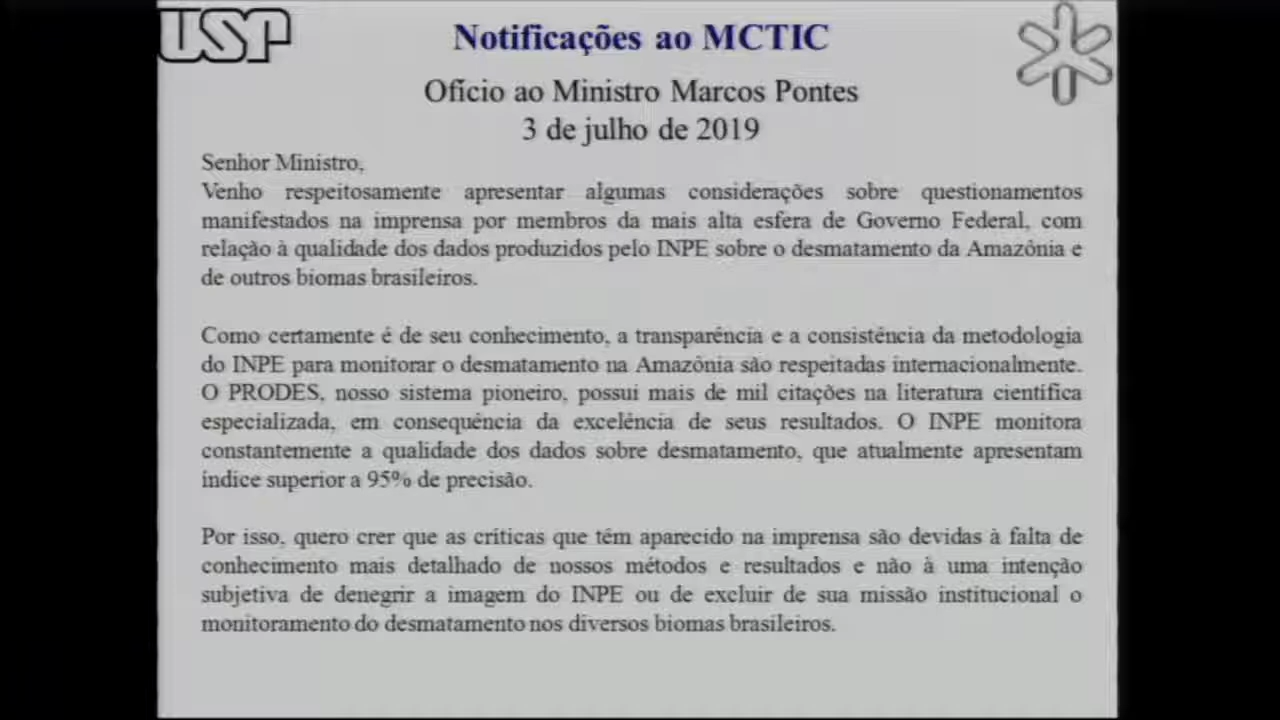 USP
Notificações ao MCTIC
Ofício ao Ministro Marcos Pontes
3 de julho de 2019
Senhor Ministro,
Venho respeitosamente apresentar algumas considerações sobre questionamentos
manifestados na imprensa por membros da mais alta esfera de Governo Federal, com
relação à qualidade dos dados produzidos pelo INPE sobre o desmatamento da Amazônia e
de outros biomas brasileiros.
Como certamente é de seu conhecimento, a transparência e a consistência da metodologia
do INPE para monitorar o desmatamento na Amazônia são respeitadas internacionalmente.
O PRODES, nosso sistema pioneiro, possui mais de mil citações na literatura científica
especializada, em consequência da excelência de seus resultados. O INPE monitora
constantemente a qualidade dos dados sobre desmatamento, que atualmente apresentam
índice superior a 95% de precisão.
Por isso, quero crer que as críticas que têm aparecido na imprensa são devidas à falta de
conhecimento mais detalhado de nossos métodos e resultados e não à uma intenção
subjetiva de denegrir a imagem do INPE ou de excluir de sua missão institucional o
monitoramento do desmatamento nos diversos biomas brasileiros.